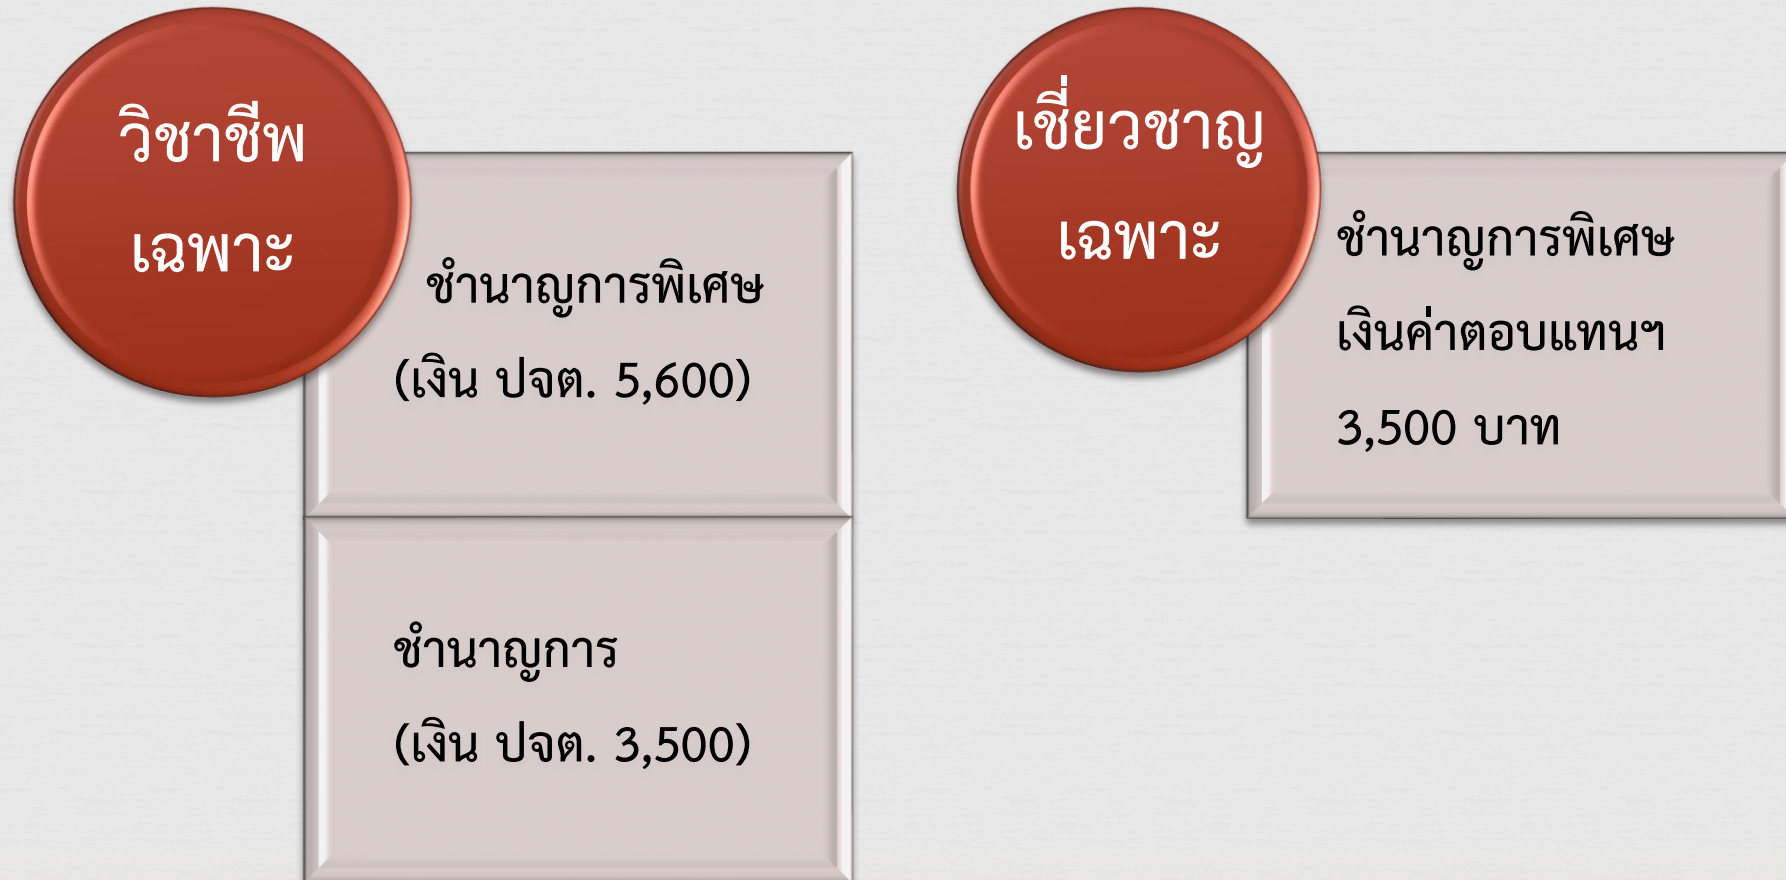 วิชาชีพ
เฉพาะ
ชำนาญการพิเศษ
(เงิน ปจต. 5,600)
ชำนาญการ
(เงิน ปจต. 3,500)
เชี่ยวชาญ
เฉพาะ
ชำนาญการพิเศษ
เงินค่าตอบแทนฯ
3,500 บาท